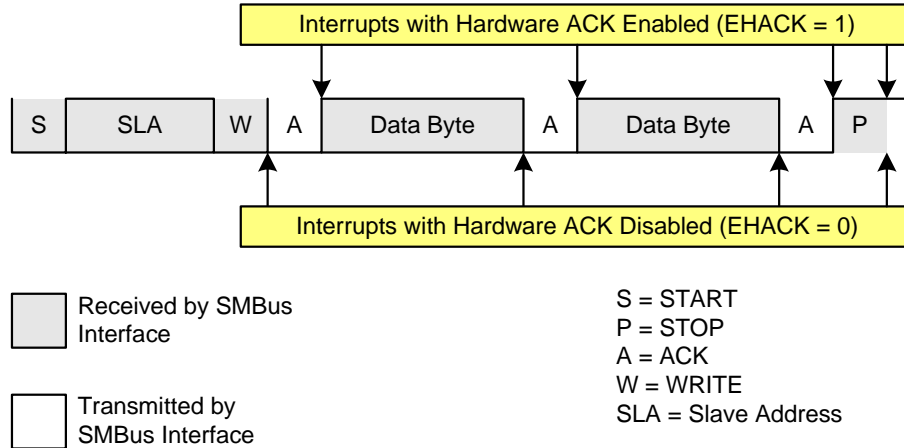 Interrupts with Hardware ACK Enabled (EHACK = 1)
S SLA W A Data Byte A Data Byte A P
Interrupts with Hardware ACK Disabled (EHACK = 0)
Received by SMBus
Interface
Transmitted by
SMBus Interface
S = START
P = STOP
A = ACK
W = WRITE
SLA = Slave Address